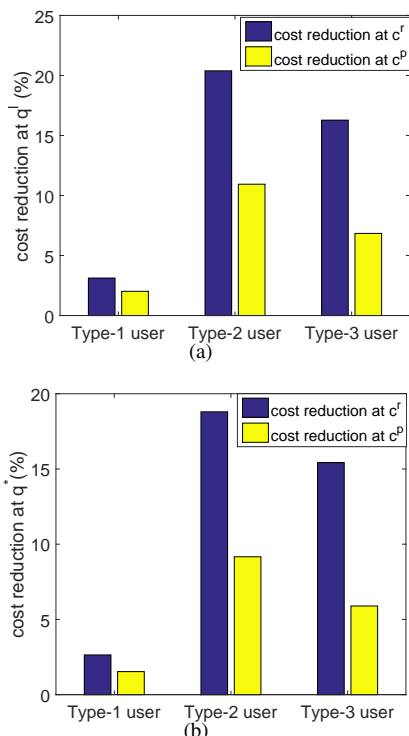 25
20
15
10
5
0
cost reduction at q^l (%)
cost reduction at c^r
cost reduction at c^p
Type-1 user Type-2 user Type-3 user
(a)
20
15
10
5
0
cost reduction at q^* (%)
cost reduction at c^r
cost reduction at c^p
Type-1 user Type-2 user Type-3 user
(b)